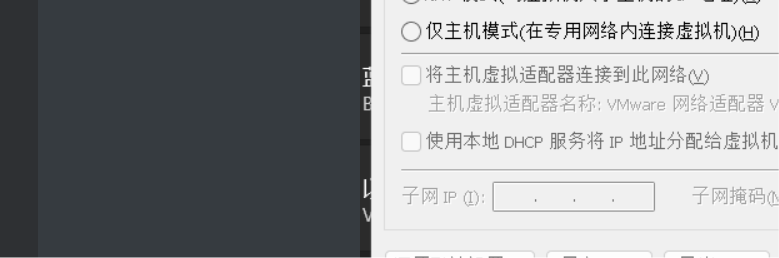 仅主机模式(在专用网络内连接虚拟机)(H)
将主机虚拟适配器连接到此网络(V)
主机虚拟适配器名称: VMware 网络适配器 V
使用本地 DHCP 服务将 IP 地址分配给虚拟机
子网 IP (I): . . .
子网掩码(